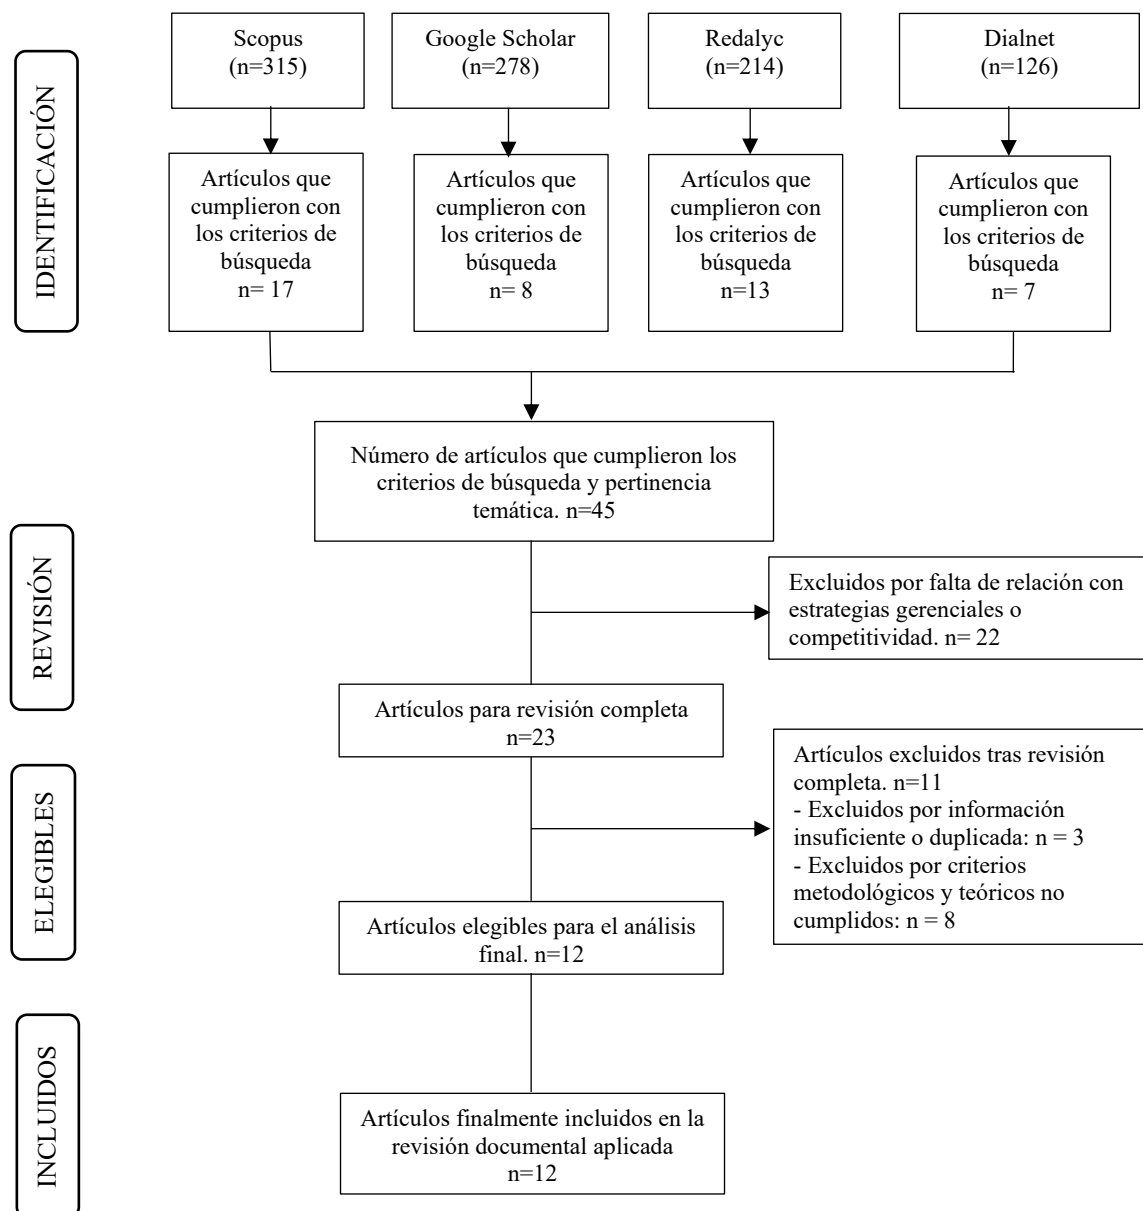 IDENTIFICACIÓN
Scopus
(n=315)
Google Scholar
(n=278)
Redalyc
(n=214)
Dialnet
(n=126)
Artículos que
cumplieron con
los criterios de
búsqueda
n= 17
Artículos que
cumplieron con
los criterios de
búsqueda
n= 8
Artículos que
cumplieron con
los criterios de
búsqueda
n=13
Artículos que
cumplieron con
los criterios de
búsqueda
n= 7
Número de artículos que cumplieron los
criterios de búsqueda y pertinencia
temática. n=45
REVISIÓN
Excluidos por falta de relación con
estrategias gerenciales o
competitividad. n= 22
Artículos para revisión completa
n=23
ELEGIBLES
Artículos excluidos tras revisión
completa. n=11
- Excluidos por información
insuficiente o duplicada: n = 3
- Excluidos por criterios
metodológicos y teóricos no
cumplidos: n = 8
Artículos elegibles para el análisis
final. n=12
INCLUIDOS
Artículos finalmente incluidos en la
revisión documental aplicada
n=12